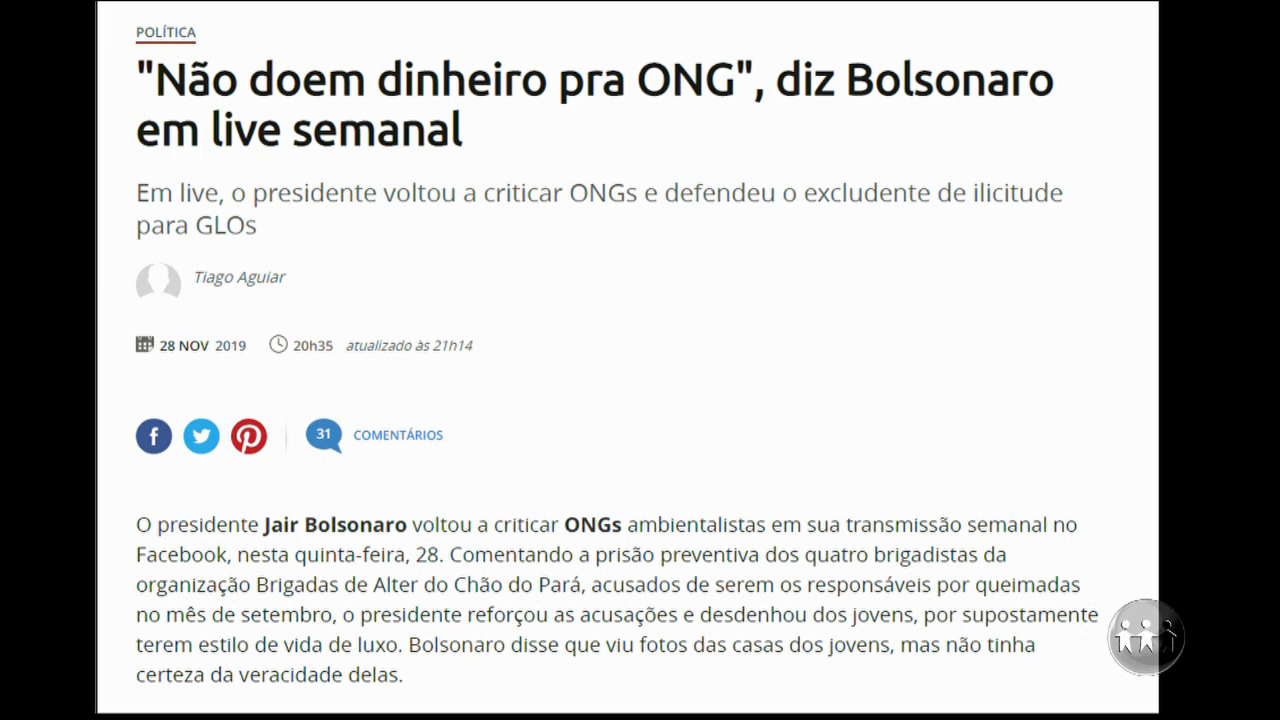 POLÍTICA
"Não doem dinheiro pra ONG", diz Bolsonaro
em live semanal
Em live, o presidente voltou a criticar ONGs e defendeu o excludente de ilicitude
para GLOs
Tiago Aguiar
28 NOV 2019 20h35 atualizado às 21h14
31 COMENTÁRIOS
O presidente Jair Bolsonaro voltou a criticar ONGs ambientalistas em sua transmissão semanal no
Facebook, nesta quinta-feira, 28. Comentando a prisão preventiva dos quatro brigadistas da
organização Brigadas de Alter do Chão do Pará, acusados de serem os responsáveis por queimadas
no mês de setembro, o presidente reforçou as acusações e desdenhou dos jovens, por supostamente
terem estilo de vida de luxo. Bolsonaro disse que viu fotos das casas dos jovens, mas não tinha
certeza da veracidade delas.